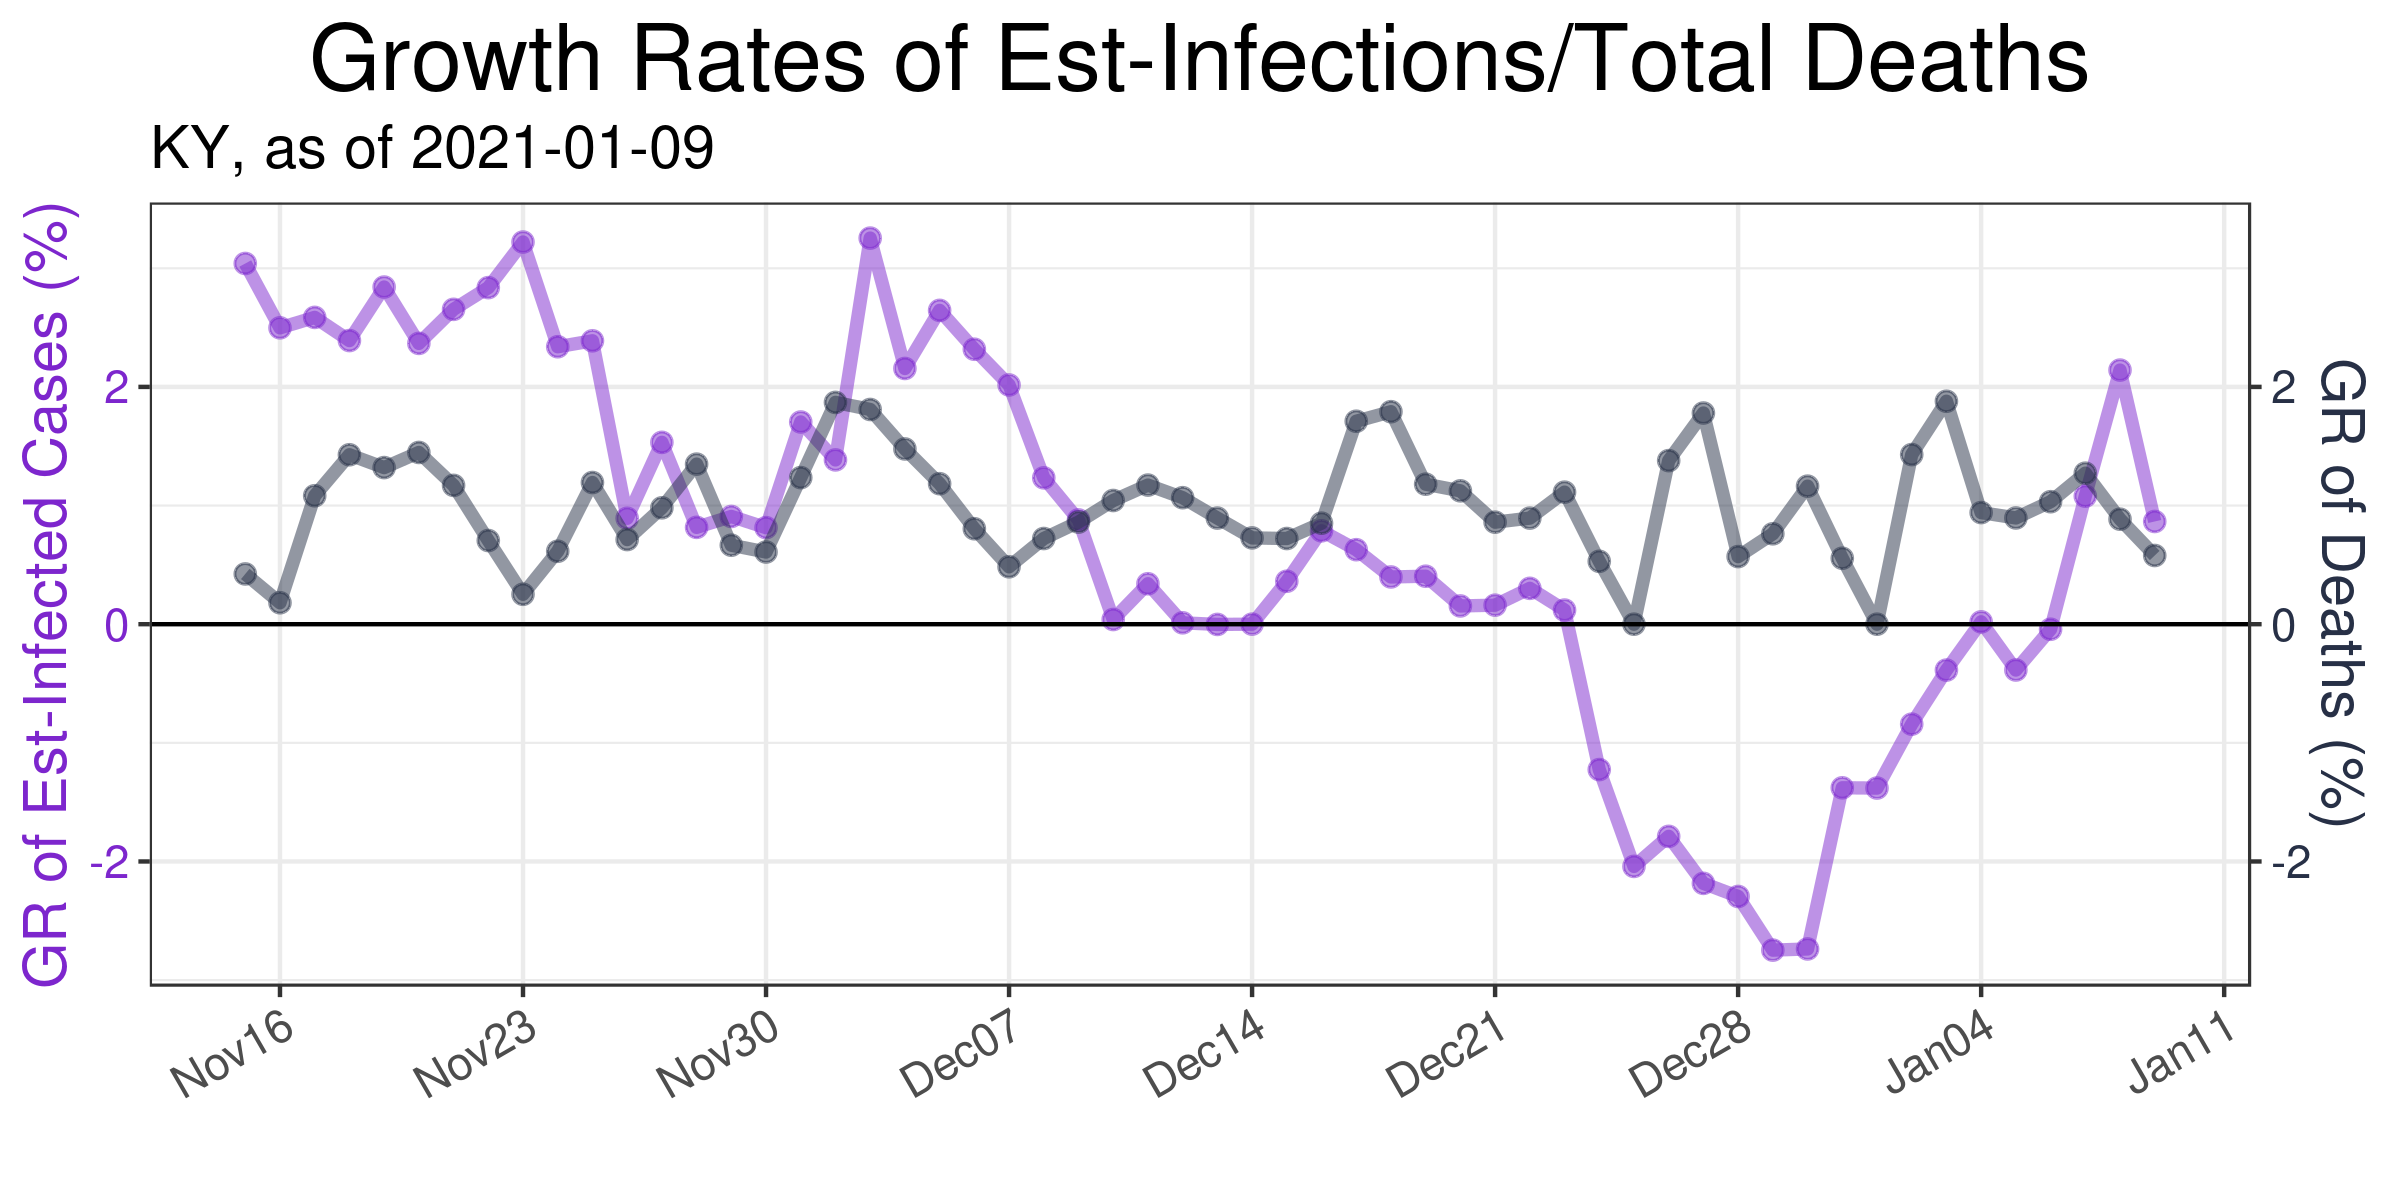 Growth Rates of Est-Infections/Total Deaths
KY, as of 2021-01-09
GR of Est-Infected Cases (%)
2
0
-2
2
0
-2
GR of Deaths (%)
Nov16
Nov23
Nov30
Dec07
Dec14
Dec21
Dec28
Jan04
Jan11